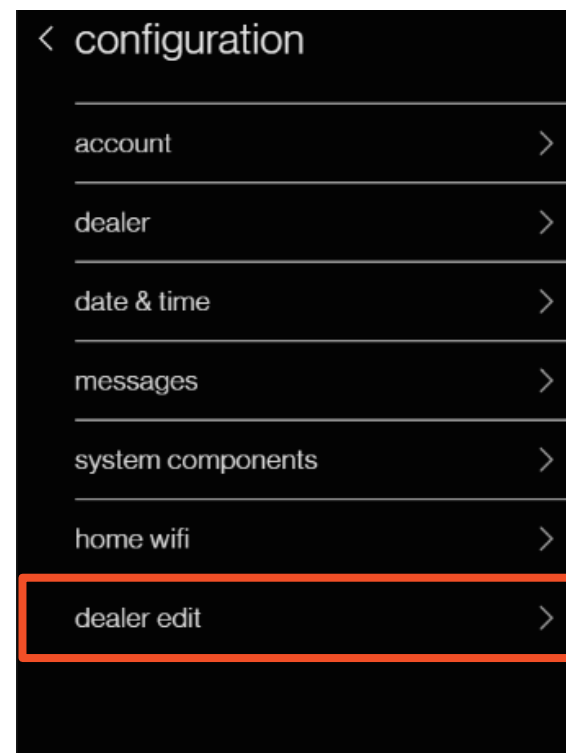 configuration
account
dealer
date & time
messages
system components
home wifi
dealer edit